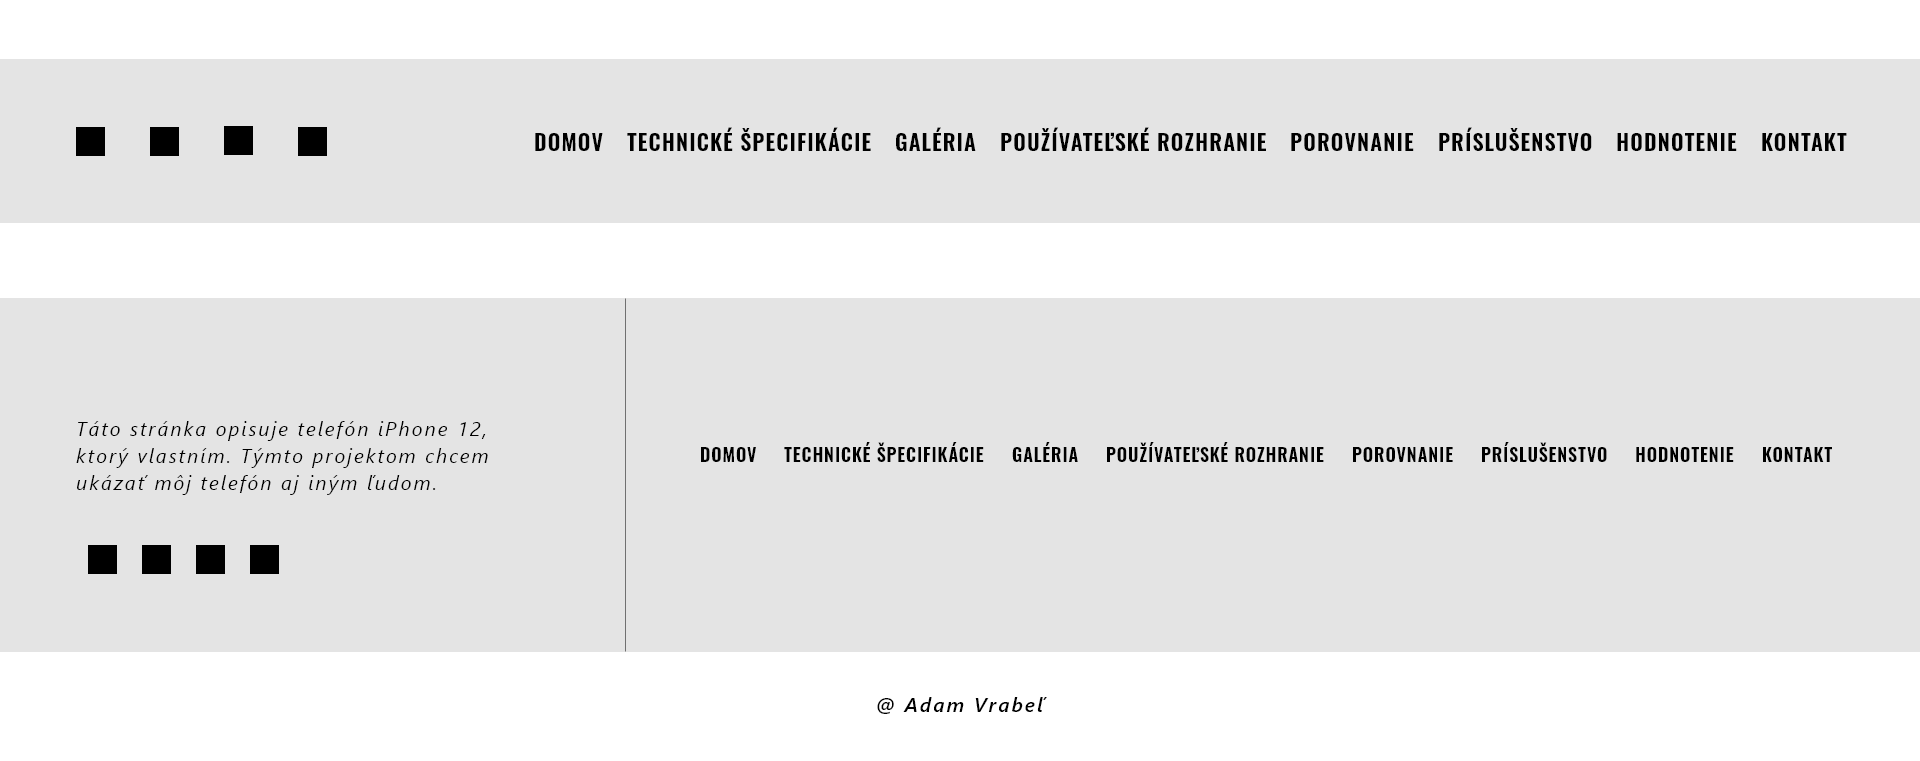 DOMOV TECHNICKÉ ŠPECIFIKÁCIE GALÉRIA POUŽÍVATEĽSKÉ ROZHRANIE POROVNANIE PRÍSLUŠENSTVO HODNOTENIE KONTAKT
Táto stránka opisuje telefón iPhone 12,
ktorý vlastním. Týmto projektom chcem
ukázať môj telefón aj iným ľudom.
DOMOV TECHNICKÉ ŠPECIFIKÁCIE GALÉRIA POUŽÍVATEĽSKÉ ROZHRANIE POROVNANIE PRÍSLUŠENSTVO HODNOTENIE KONTAKT
@ Adam Vrabeľ